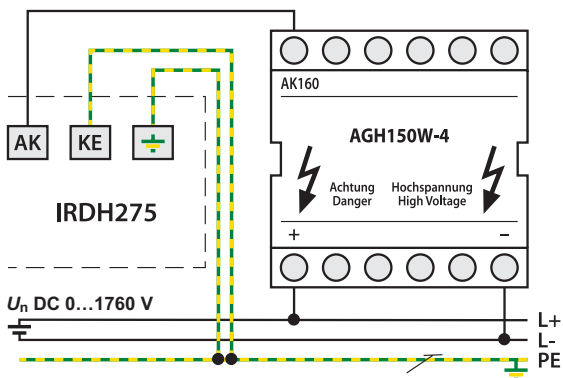 AK160
AGH150W-4
AK KE
Achtung Hochspannung
Danger High Voltage
IRDH275
+ –
Un DC 0…1760 V
L+
L-
PE